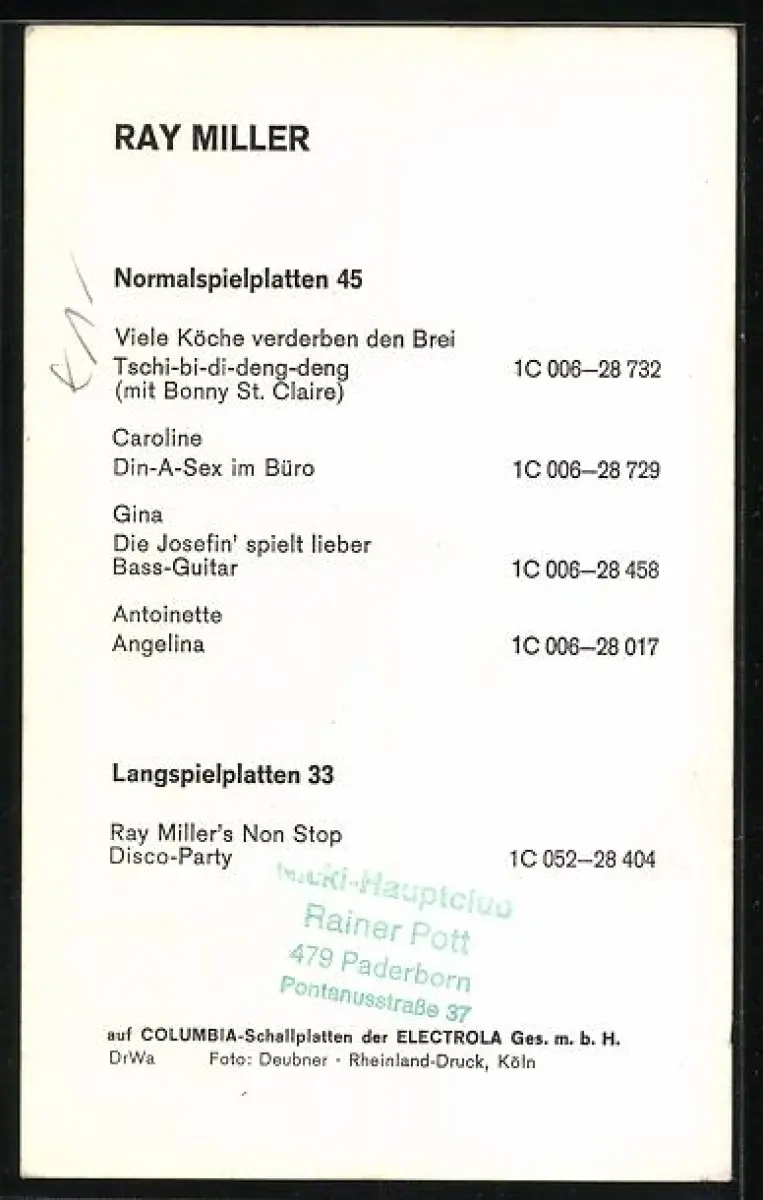 RAY MILLER
Normalspielplatten 45
Viele Köche verderben den Brei
Tschi-bi-di-deng-deng 1C 006–28 732
(mit Bonny St. Claire)
Caroline
Din-A-Sex im Büro 1C 006–28 729
Gina
Die Josefin' spielt lieber
Bass-Guitar 1C 006–28 458
Antoinette
Angelina 1C 006–28 017
Langspielplatten 33
Ray Miller's Non Stop
Disco-Party 1C 052–28 404
Rainer Pott
479 Paderborn
Pontanusstraße 37
auf COLUMBIA-Schallplatten der ELECTROLA Ges. m. b. H.
DrWa Foto: Deubner · Rheinland-Druck, Köln